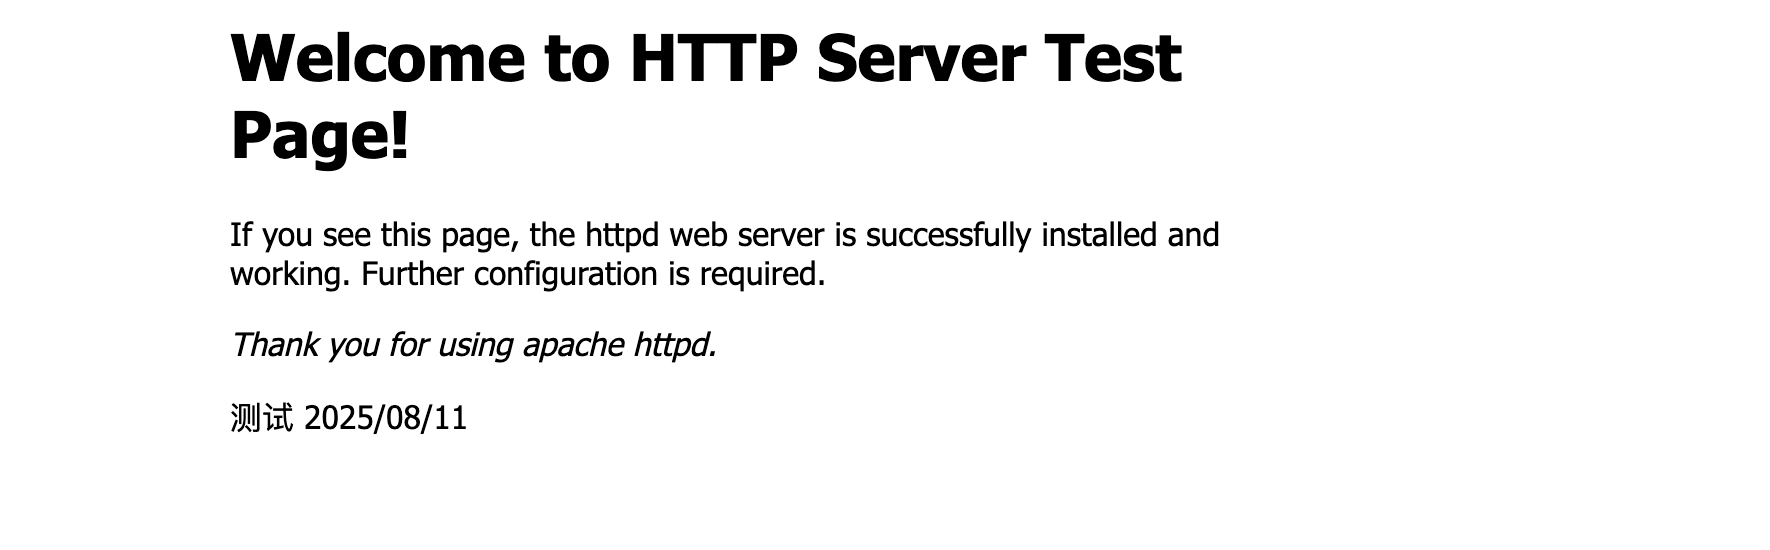 Welcome to HTTP Server Test
Page!
If you see this page, the httpd web server is successfully installed and
working. Further configuration is required.
Thank you for using apache httpd.
测试 2025/08/11